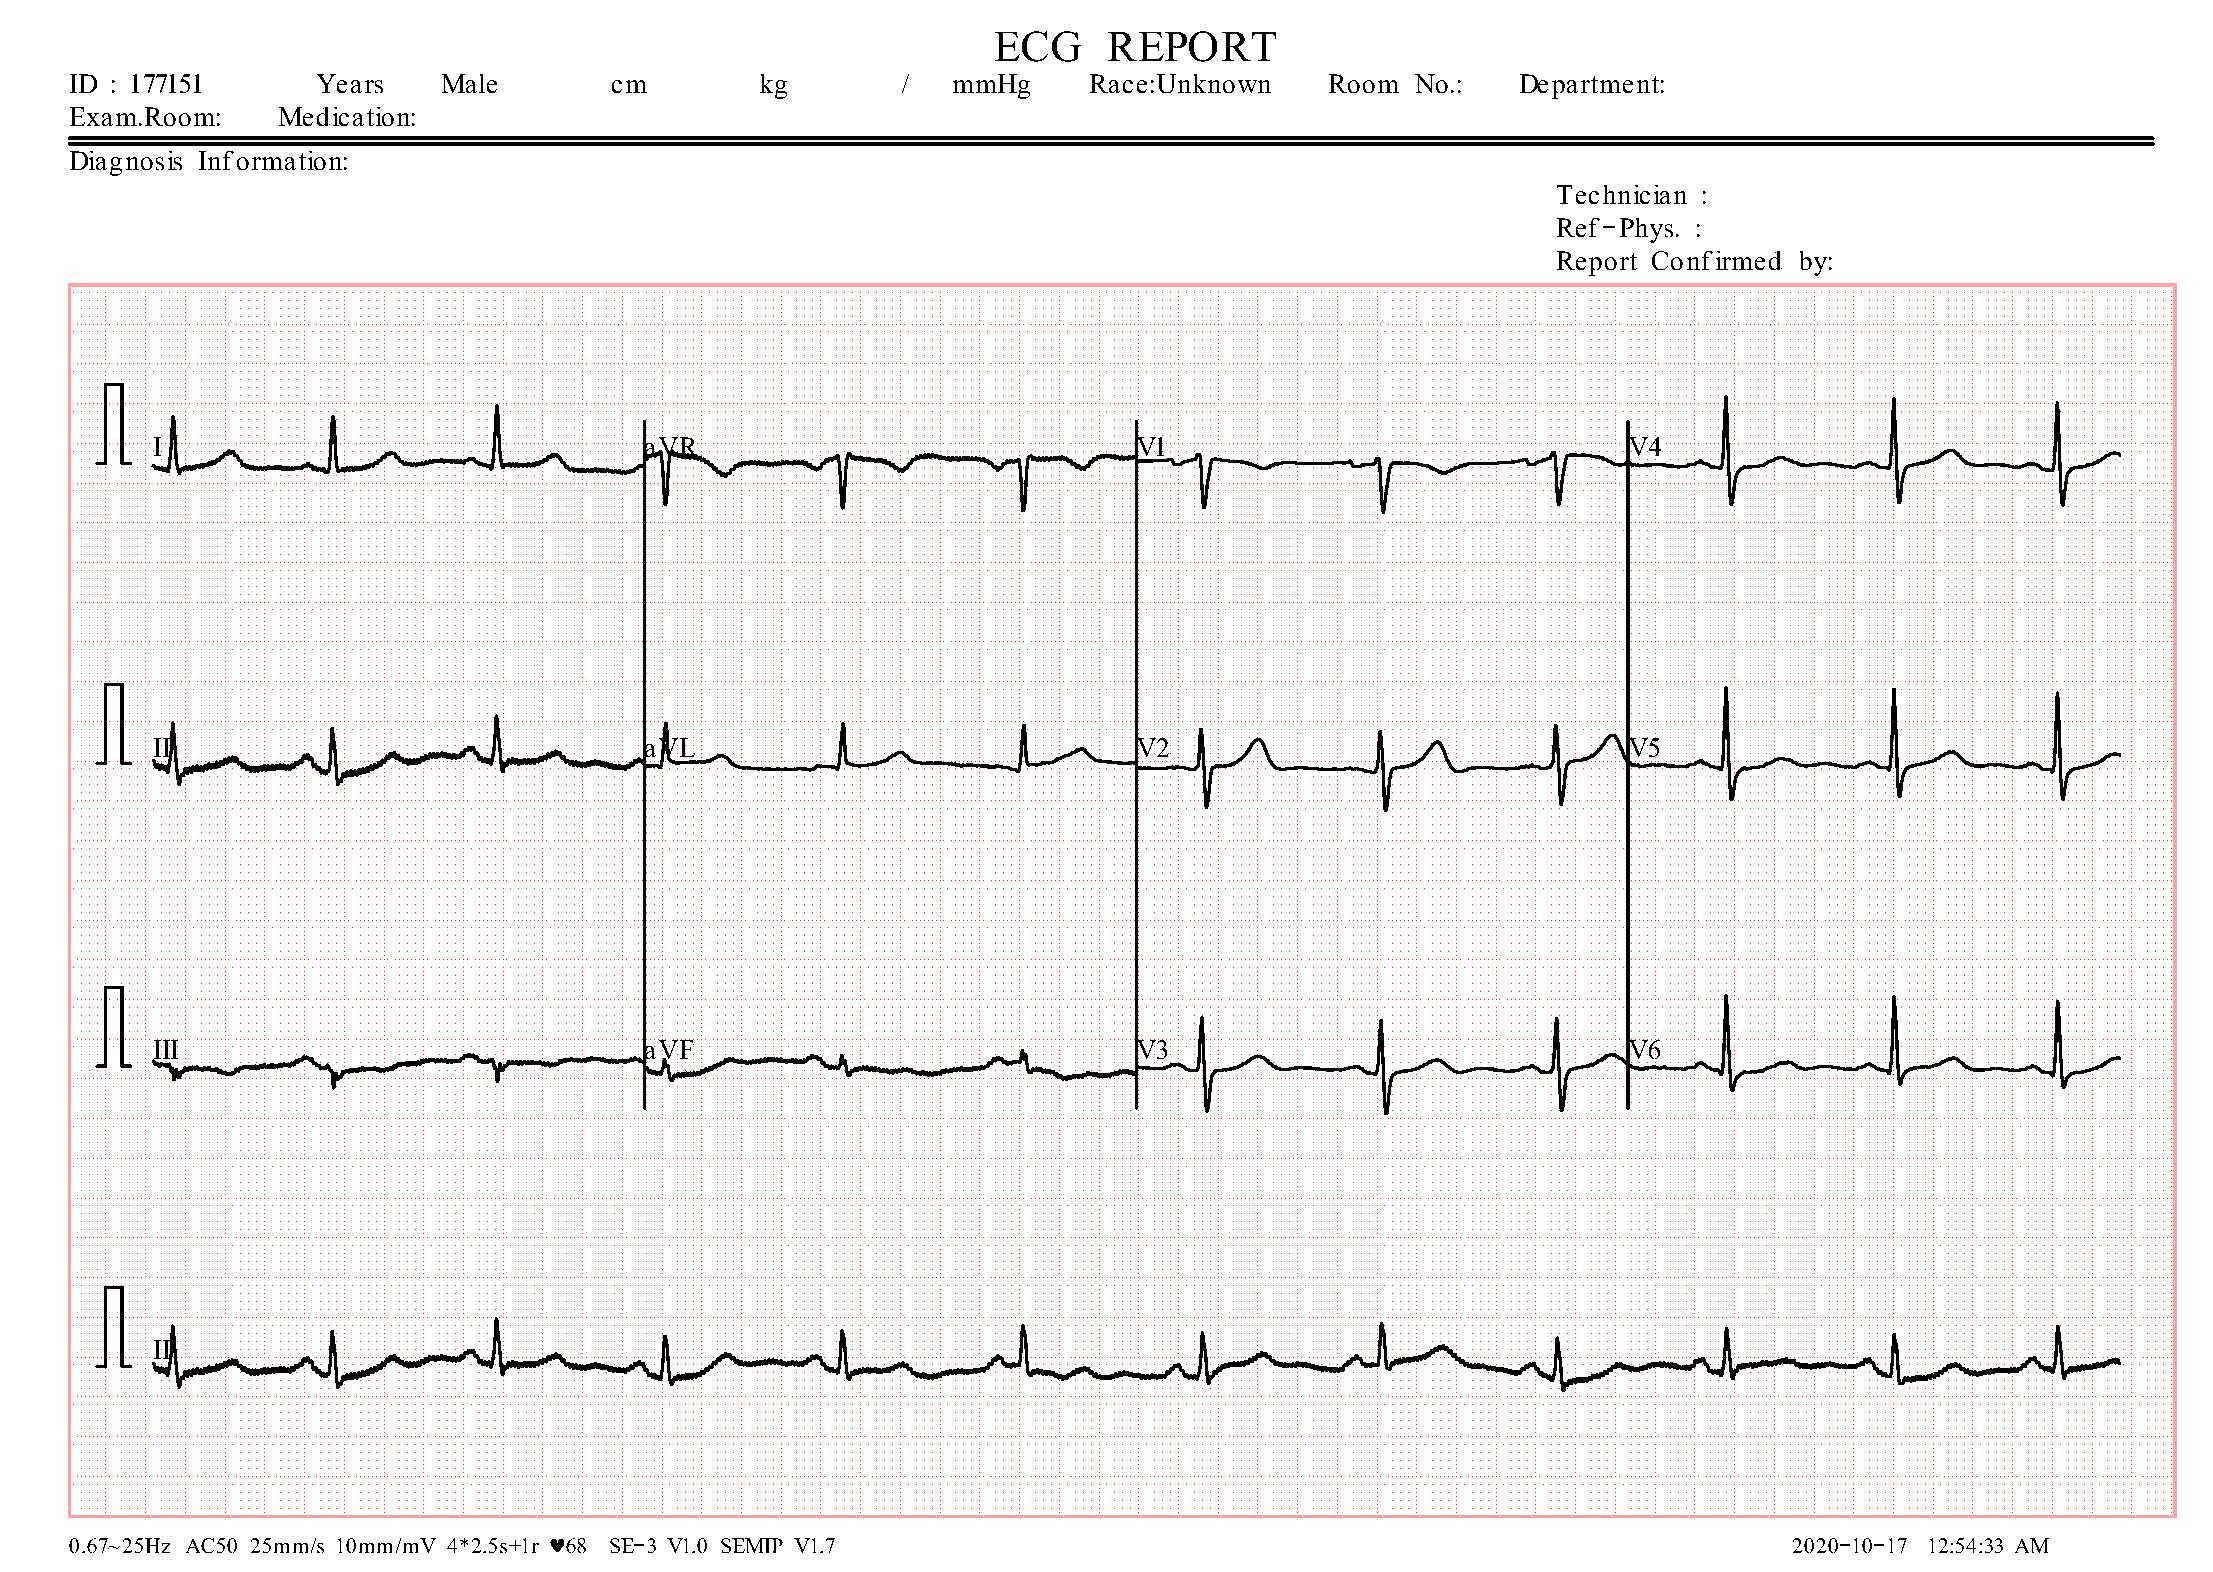 ECG REPORT
ID : 177151 Years Male cm kg / mmHg Race:Unknown Room No.: Department:
Exam.Room: Medication:
Diagnosis Information:
Technician :
Ref-Phys. :
Report Confirmed by:
I aVR V1 V4
II aVL V2 V5
III aVF V3 V6
II
0.67~25Hz AC50 25mm/s 10mm/mV 4*2.5s+1r ♥68 SE-3 V1.0 SEMIP V1.7 2020-10-17 12:54:33 AM